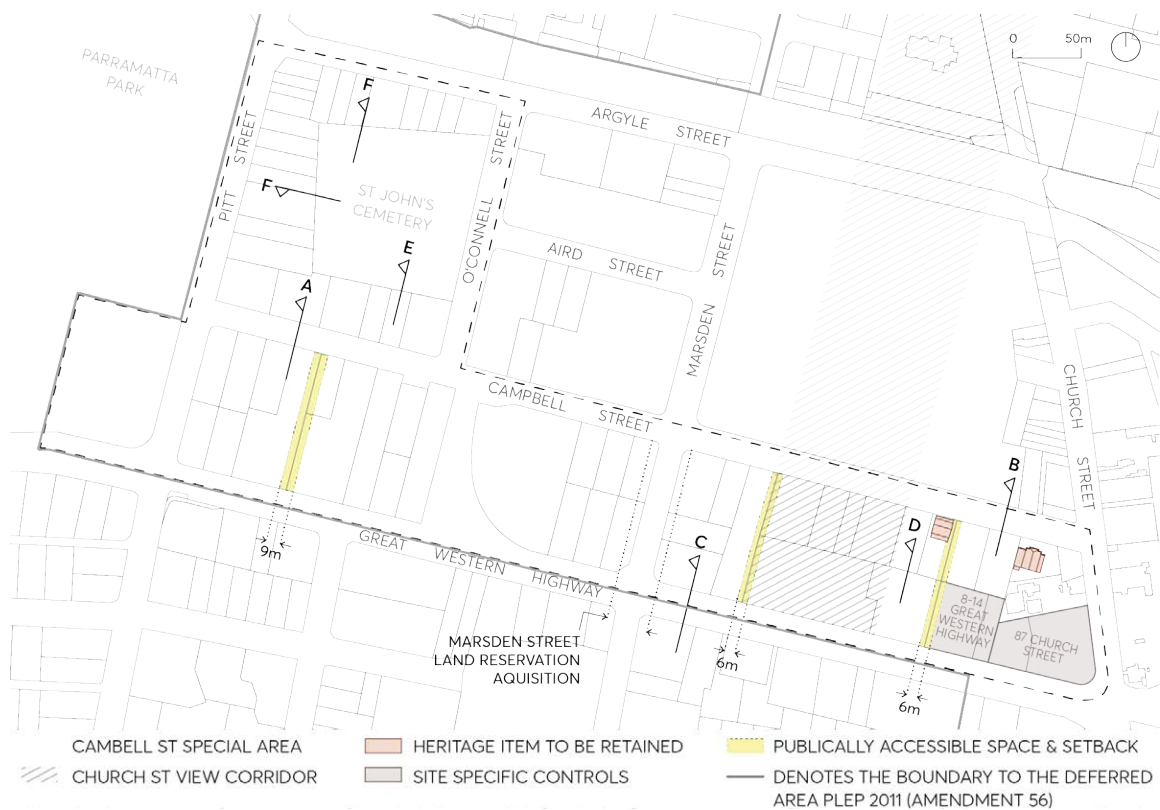 PARRAMATTA
PARK
0 50m
F
ARGYLE STREET
PITT STREET
F
ST JOHN'S
CEMETERY
O'CONNELL STREET
E
AIRD STREET
MARSDEN STREET
A
CAMPBELL STREET
CHURCH STREET
B
D
C
9m
GREAT WESTERN HIGHWAY
8-14
GREAT
WESTERN
HIGHWAY
87 CHURCH
STREET
MARSDEN STREET
LAND RESERVATION
AQUISITION
6m
6m
CAMBELL ST SPECIAL AREA
HERITAGE ITEM TO BE RETAINED
PUBLICALLY ACCESSIBLE SPACE & SETBACK
CHURCH ST VIEW CORRIDOR
SITE SPECIFIC CONTROLS
DENOTES THE BOUNDARY TO THE DEFERRED
AREA PLEP 2011 (AMENDMENT 56)